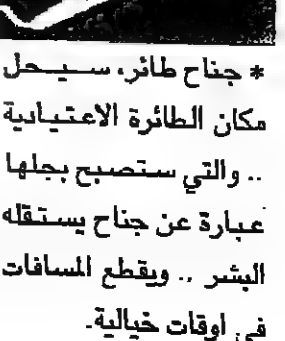 * جناح طائر، سيحل
مكان الطائرة الاعتيادية
.. والتي ستصبح بجلها
عبارة عن جناح يستقله
البشر .. ويقطع المسافات
في اوقات خيالية.